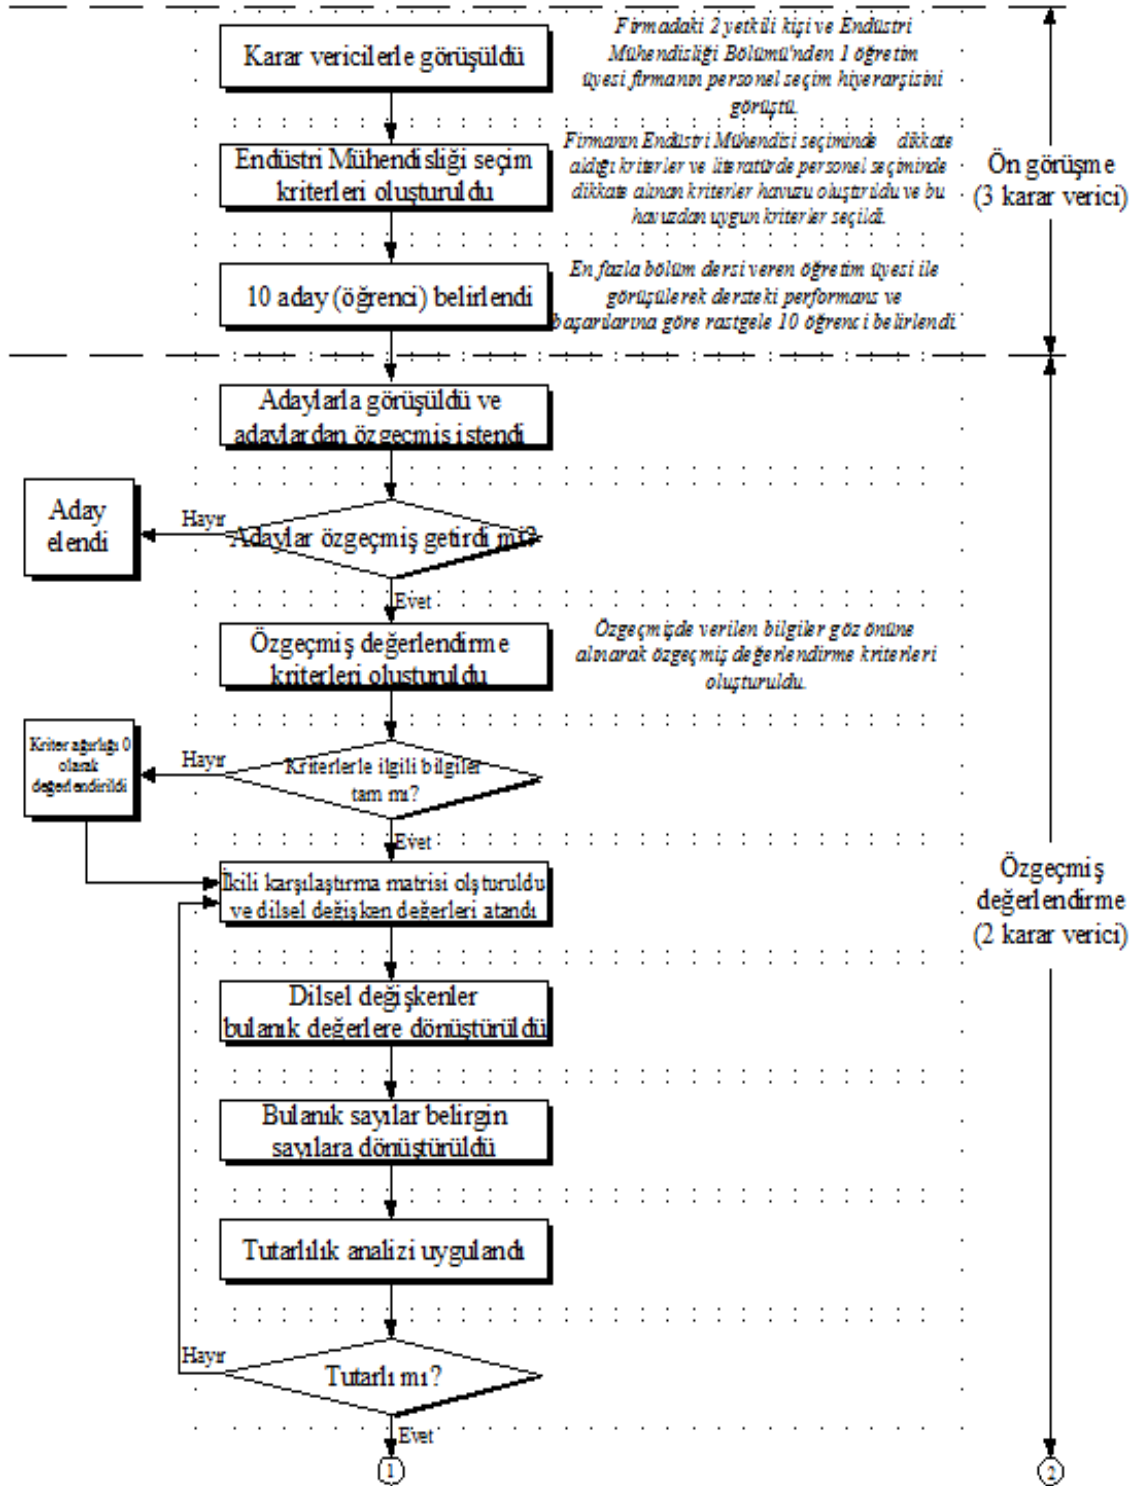 Karar vericilerle görüşüldü
Firmadaki 2 yetkili kişi ve Endüstri
Mühendisliği Bölümü'nden 1 öğretim
üyesi firmanın personel seçim hiyerarşisini
görüştü.
Endüstri Mühendisliği seçim
kriterleri oluşturuldu
Firmanın Endüstri Mühendisi seçiminde dikkate
aldığı kriterler ve literatürde personel seçiminde
dikkate alınan kriterler havuzu oluştırıldu ve bu
havuzdan uygun kriterler seçildi.
Ön görüşme
(3 karar verici)
10 aday (öğrenci) belirlendi
En fazla bölüm dersi veren öğretim üyesi ile
görüşülerek dersteki performans ve
başarılarına göre rastgele 10 öğrenci belirlendi.
Adaylarla görüşüldü ve
adaylardan özgeçmiş istendi
Adaylar özgeçmiş getirdi mi?
Hayır
Aday
elendi
Evet
Özgeçmiş değerlendirme
kriterleri oluşturuldu
Özgeçmişde verilen bilgiler göz önüne
alınarak özgeçmiş değerlendirme kriterleri
oluşturuldu.
Kriterlerle ilgili bilgiler
tam mı?
Hayır
Kriter ağırlığı 0
olarak
değerlendirildi
Evet
İkili karşılaştırma matrisi olşturuldu
ve dilsel değişken değerleri atandı
Özgeçmiş
değerlendirme
(2 karar verici)
Dilsel değişkenler
bulanık değerlere dönüştürüldü
Bulanık sayılar belirgin
sayılara dönüştürüldü
Tutarlılık analizi uygulandı
Tutarlı mı?
Hayır
Evet
1
2